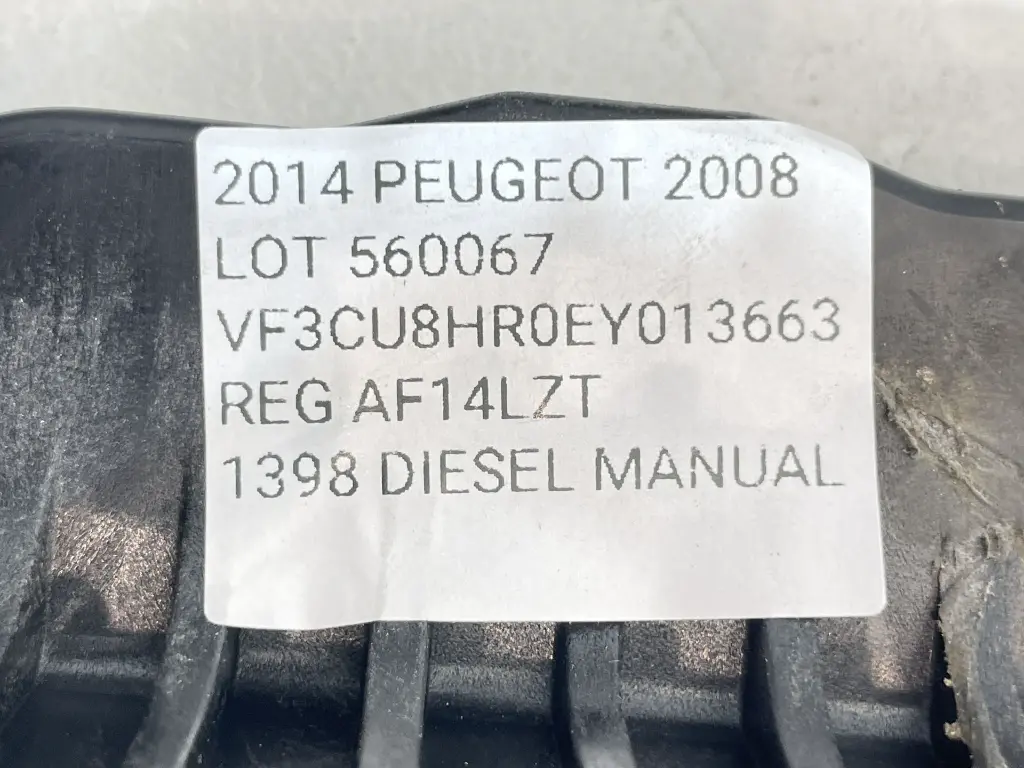 2014 PEUGEOT 2008
LOT 560067
VF3CU8HR0EY013663
REG AF14LZT
1398 DIESEL MANUAL